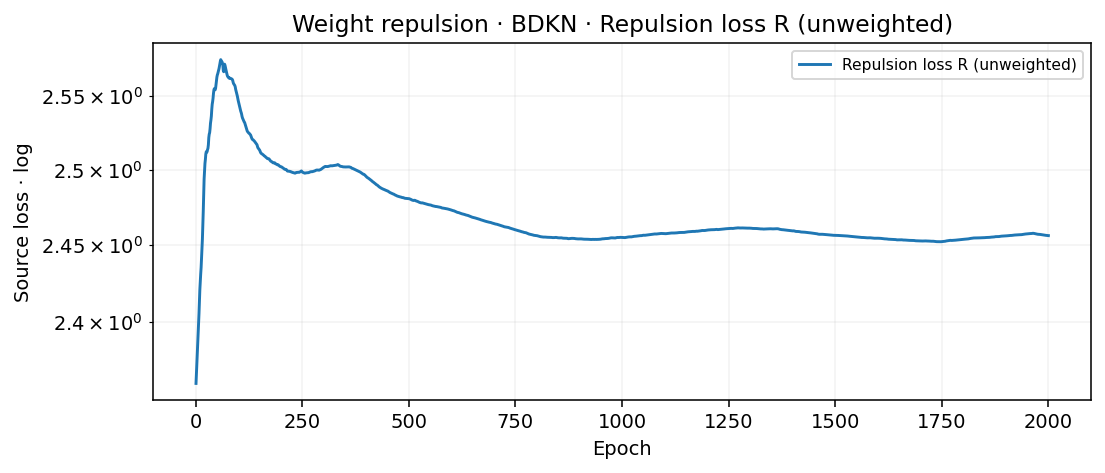 Weight repulsion · BDKN · Repulsion loss R (unweighted)
Repulsion loss R (unweighted)
2.55 × 10⁰
2.5 × 10⁰
2.45 × 10⁰
2.4 × 10⁰
Source loss · log
0 250 500 750 1000 1250 1500 1750 2000
Epoch